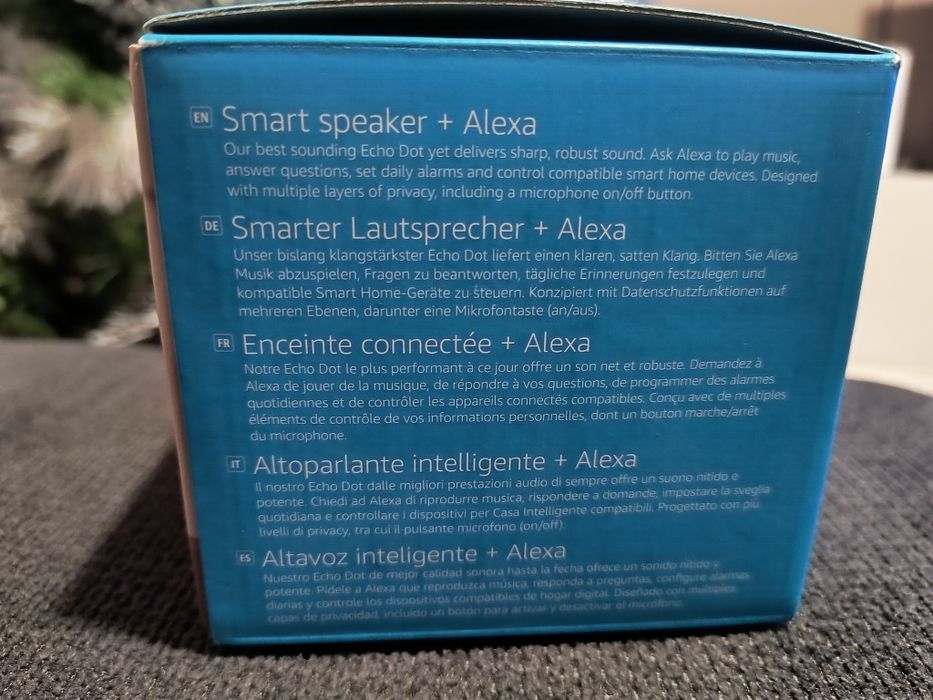 EN Smart speaker + Alexa
Our best sounding Echo Dot yet delivers sharp, robust sound. Ask Alexa to play music,
answer questions, set daily alarms and control compatible smart home devices. Designed
with multiple layers of privacy, including a microphone on/off button.
DE Smarter Lautsprecher + Alexa
Unser bislang klangstärkster Echo Dot liefert einen klaren, satten Klang. Bitten Sie Alexa
Musik abzuspielen, Fragen zu beantworten, tägliche Erinnerungen festzulegen und
kompatible Smart Home-Geräte zu steuern. Konzipiert mit Datenschutzfunktionen auf
mehreren Ebenen, darunter eine Mikrofontaste (an/aus).
FR Enceinte connectée + Alexa
Notre Echo Dot le plus performant à ce jour offre un son net et robuste. Demandez à
Alexa de jouer de la musique, de répondre à vos questions, de programmer des alarmes
quotidiennes et de contrôler les appareils connectés compatibles. Conçu avec de multiples
éléments de contrôle de vos informations personnelles, dont un bouton marche/arrêt
du microphone.
IT Altoparlante intelligente + Alexa
Il nostro Echo Dot dalle migliori prestazioni audio di sempre offre un suono nitido e
potente. Chiedi ad Alexa di riprodurre musica, rispondere a domande, impostare la sveglia
quotidiana e controllare i dispositivi per Casa Intelligente compatibili. Progettato con più
livelli di privacy, tra cui il pulsante microfono (on/off).
ES Altavoz inteligente + Alexa
Nuestro Echo Dot de mejor calidad sonora hasta la fecha ofrece un sonido nítido y
potente. Pídele a Alexa que reproduzca música, responda a preguntas, configure alarmas
diarias y controle los dispositivos compatibles de hogar digital. Diseñado con multiples
capas de privacidad, incluido un botón para activar y desactivar el micrófono.